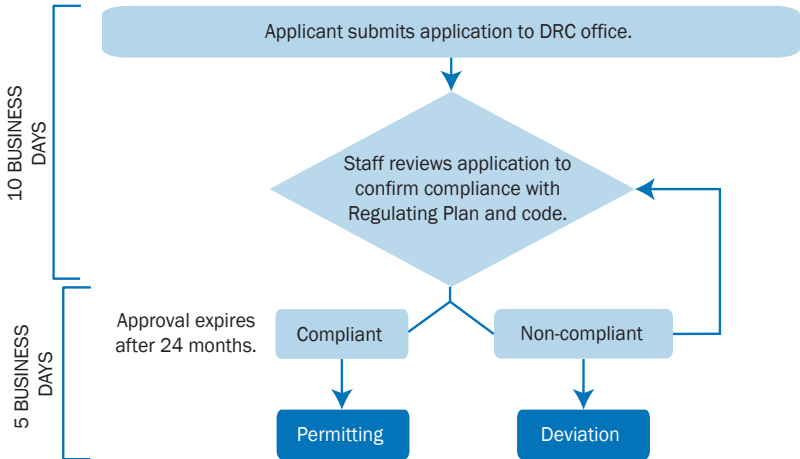 Applicant submits application to DRC office.
10 BUSINESS
DAYS
Staff reviews application to
confirm compliance with
Regulating Plan and code.
5 BUSINESS
DAYS
Approval expires
after 24 months.
Compliant
Non-compliant
Permitting
Deviation